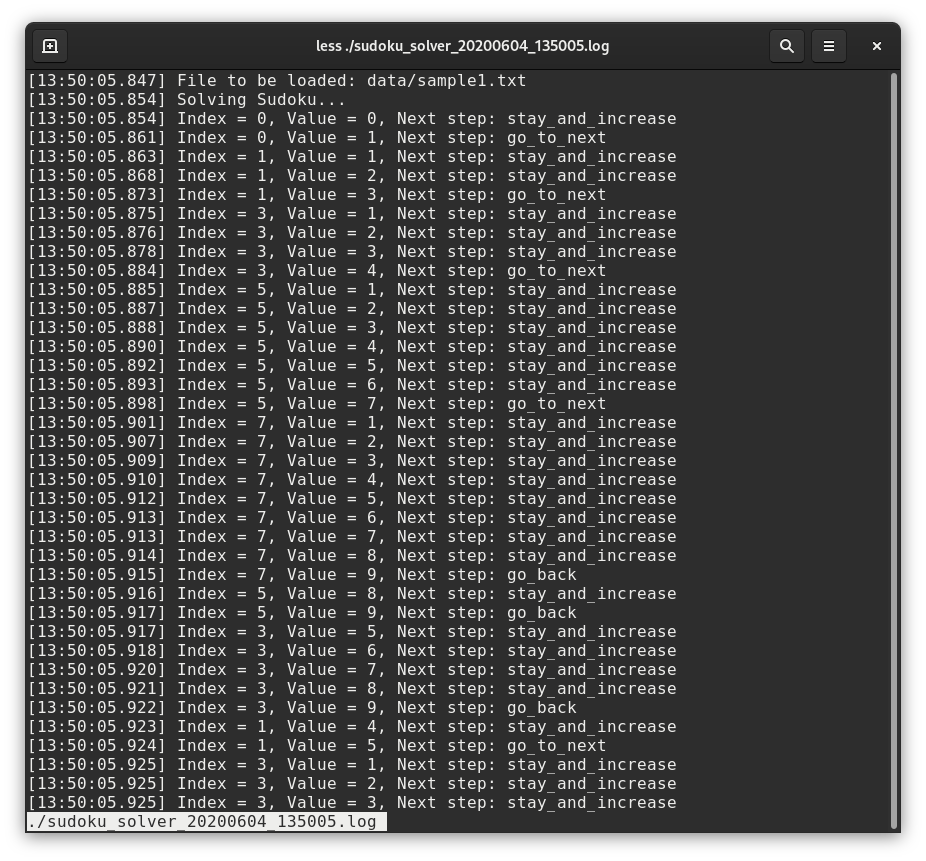 less ./sudoku_solver_20200604_135005.log
[13:50:05.847] File to be loaded: data/sample1.txt
[13:50:05.854] Solving Sudoku...
[13:50:05.854] Index = 0, Value = 0, Next step: stay_and_increase
[13:50:05.861] Index = 0, Value = 1, Next step: go_to_next
[13:50:05.863] Index = 1, Value = 1, Next step: stay_and_increase
[13:50:05.868] Index = 1, Value = 2, Next step: stay_and_increase
[13:50:05.873] Index = 1, Value = 3, Next step: go_to_next
[13:50:05.875] Index = 3, Value = 1, Next step: stay_and_increase
[13:50:05.876] Index = 3, Value = 2, Next step: stay_and_increase
[13:50:05.878] Index = 3, Value = 3, Next step: stay_and_increase
[13:50:05.884] Index = 3, Value = 4, Next step: go_to_next
[13:50:05.885] Index = 5, Value = 1, Next step: stay_and_increase
[13:50:05.887] Index = 5, Value = 2, Next step: stay_and_increase
[13:50:05.888] Index = 5, Value = 3, Next step: stay_and_increase
[13:50:05.890] Index = 5, Value = 4, Next step: stay_and_increase
[13:50:05.892] Index = 5, Value = 5, Next step: stay_and_increase
[13:50:05.893] Index = 5, Value = 6, Next step: stay_and_increase
[13:50:05.898] Index = 5, Value = 7, Next step: go_to_next
[13:50:05.901] Index = 7, Value = 1, Next step: stay_and_increase
[13:50:05.907] Index = 7, Value = 2, Next step: stay_and_increase
[13:50:05.909] Index = 7, Value = 3, Next step: stay_and_increase
[13:50:05.910] Index = 7, Value = 4, Next step: stay_and_increase
[13:50:05.912] Index = 7, Value = 5, Next step: stay_and_increase
[13:50:05.913] Index = 7, Value = 6, Next step: stay_and_increase
[13:50:05.913] Index = 7, Value = 7, Next step: stay_and_increase
[13:50:05.914] Index = 7, Value = 8, Next step: stay_and_increase
[13:50:05.915] Index = 7, Value = 9, Next step: go_back
[13:50:05.916] Index = 5, Value = 8, Next step: stay_and_increase
[13:50:05.917] Index = 5, Value = 9, Next step: go_back
[13:50:05.917] Index = 3, Value = 5, Next step: stay_and_increase
[13:50:05.918] Index = 3, Value = 6, Next step: stay_and_increase
[13:50:05.920] Index = 3, Value = 7, Next step: stay_and_increase
[13:50:05.921] Index = 3, Value = 8, Next step: stay_and_increase
[13:50:05.922] Index = 3, Value = 9, Next step: go_back
[13:50:05.923] Index = 1, Value = 4, Next step: stay_and_increase
[13:50:05.924] Index = 1, Value = 5, Next step: go_to_next
[13:50:05.925] Index = 3, Value = 1, Next step: stay_and_increase
[13:50:05.925] Index = 3, Value = 2, Next step: stay_and_increase
[13:50:05.925] Index = 3, Value = 3, Next step: stay_and_increase
./sudoku_solver_20200604_135005.log